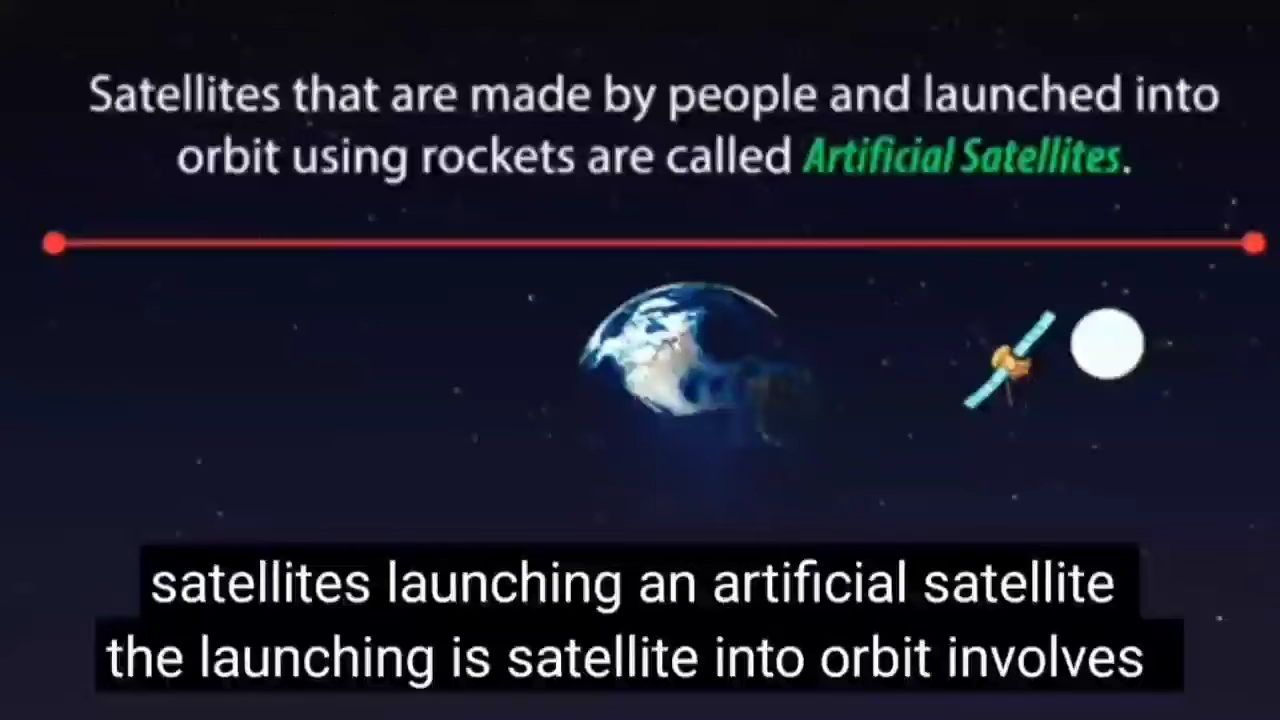 Satellites that are made by people and launched into
orbit using rockets are called Artificial Satellites.
satellites launching an artificial satellite
the launching is satellite into orbit involves